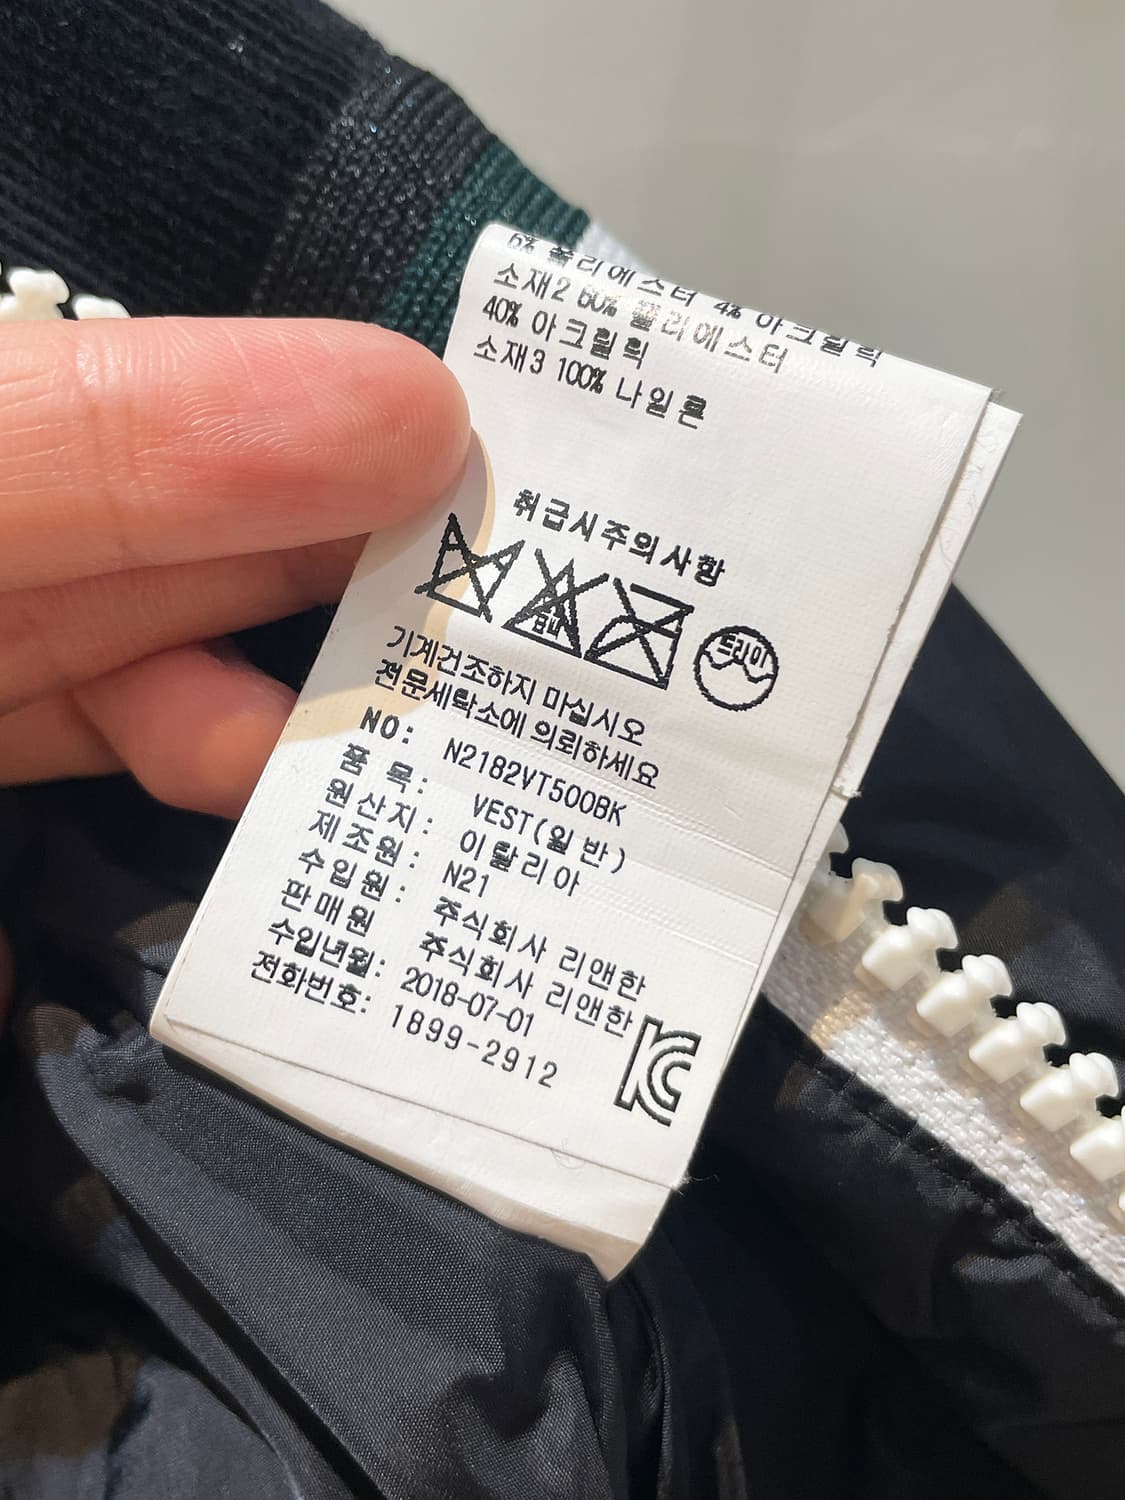 6% 폴리에스터 4% 아크릴릭
소재2 60% 폴리에스터
40% 아크릴릭
소재3 100% 나일론
취급시주의사항
드라이
기계건조하지 마십시오
전문세탁소에 의뢰하세요
NO: N2182VT500BK
품 목: VEST(일반)
원산지: 이탈리아
제조원: N21
수입원: 주식회사 리앤한
판매원 주식회사 리앤한
수입년월: 2018-07-01
전화번호: 1899-2912